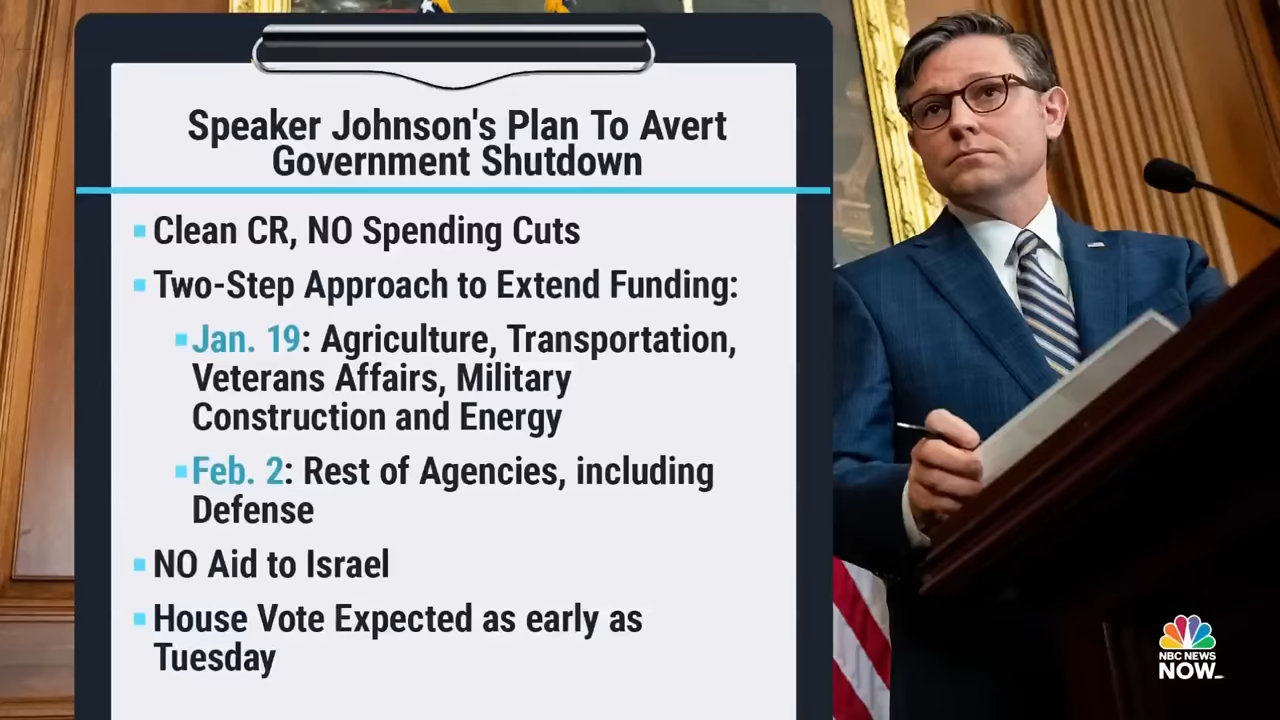 Speaker Johnson's Plan To Avert
Government Shutdown
Clean CR, NO Spending Cuts
Two-Step Approach to Extend Funding:
Jan. 19: Agriculture, Transportation,
Veterans Affairs, Military
Construction and Energy
Feb. 2: Rest of Agencies, including
Defense
NO Aid to Israel
House Vote Expected as early as
Tuesday
NBC NEWS
NOW